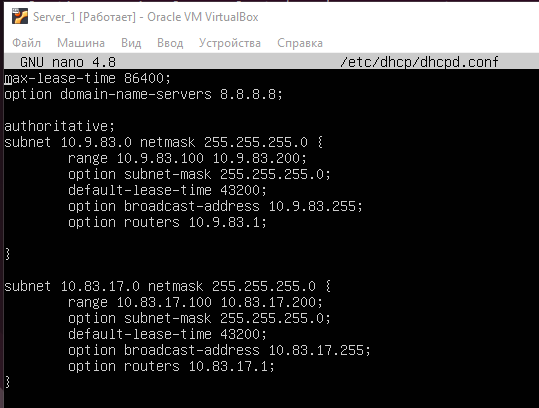 Server_1 [Работает] - Oracle VM VirtualBox
Файл Машина Вид Ввод Устройства Справка
GNU nano 4.8 /etc/dhcp/dhcpd.conf
max-lease-time 86400;
option domain-name-servers 8.8.8.8;
authoritative;
subnet 10.9.83.0 netmask 255.255.255.0 {
range 10.9.83.100 10.9.83.200;
option subnet-mask 255.255.255.0;
default-lease-time 43200;
option broadcast-address 10.9.83.255;
option routers 10.9.83.1;
}
subnet 10.83.17.0 netmask 255.255.255.0 {
range 10.83.17.100 10.83.17.200;
option subnet-mask 255.255.255.0;
default-lease-time 43200;
option broadcast-address 10.83.17.255;
option routers 10.83.17.1;
}